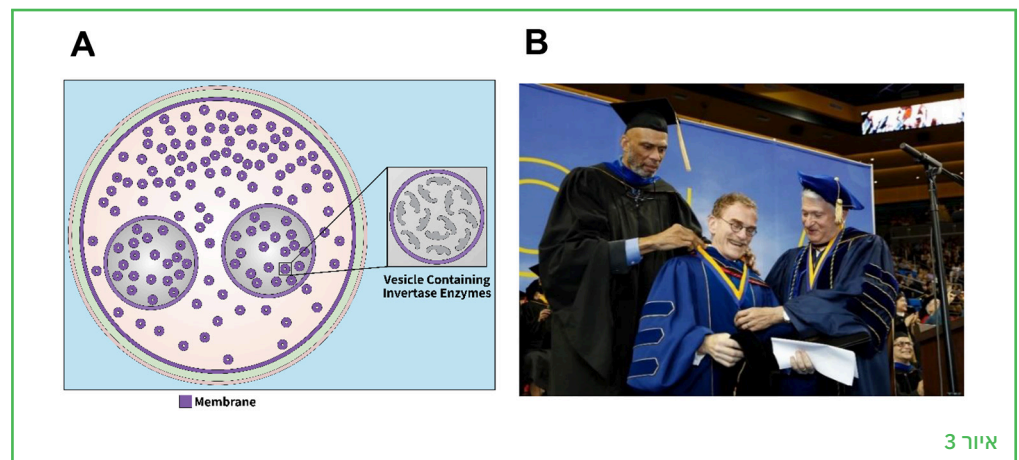 A
B
Vesicle Containing
Invertase Enzymes
Membrane
איור 3